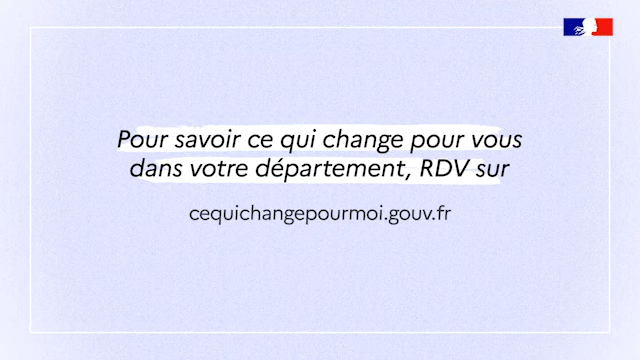 Pour savoir ce qui change pour vous
dans votre département, RDV sur
cequichangepourmoi.gouv.fr